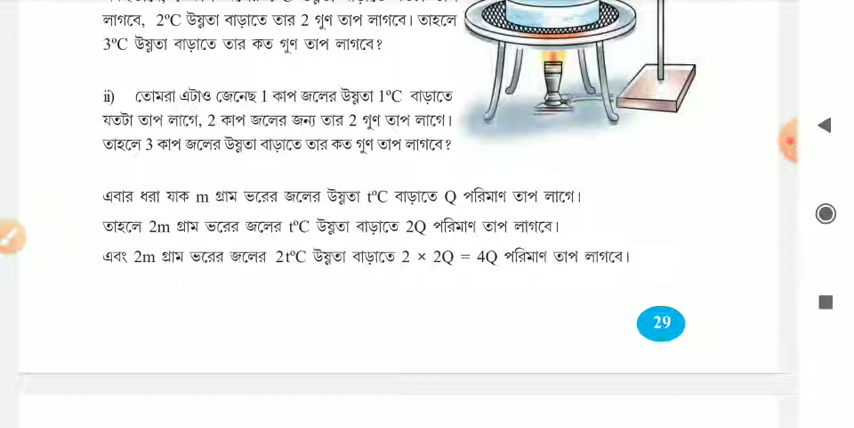 লাগবে, 2°C উষ্ণতা বাড়াতে তার 2 গুণ তাপ লাগবে। তাহলে
3°C উষ্ণতা বাড়াতে তার কত গুণ তাপ লাগবে?
ii) তোমরা এটাও জেনেছ 1 কাপ জলের উষ্ণতা 1°C বাড়াতে
যতটা তাপ লাগে, 2 কাপ জলের জন্য তার 2 গুণ তাপ লাগে।
তাহলে 3 কাপ জলের উষ্ণতা বাড়াতে তার কত গুণ তাপ লাগবে?
এবার ধরা যাক m গ্রাম ভরের জলের উষ্ণতা t°C বাড়াতে Q পরিমাণ তাপ লাগে।
তাহলে 2m গ্রাম ভরের জলের t°C উষ্ণতা বাড়াতে 2Q পরিমাণ তাপ লাগবে।
এবং 2m গ্রাম ভরের জলের 2t°C উষ্ণতা বাড়াতে 2 × 2Q = 4Q পরিমাণ তাপ লাগবে।
29